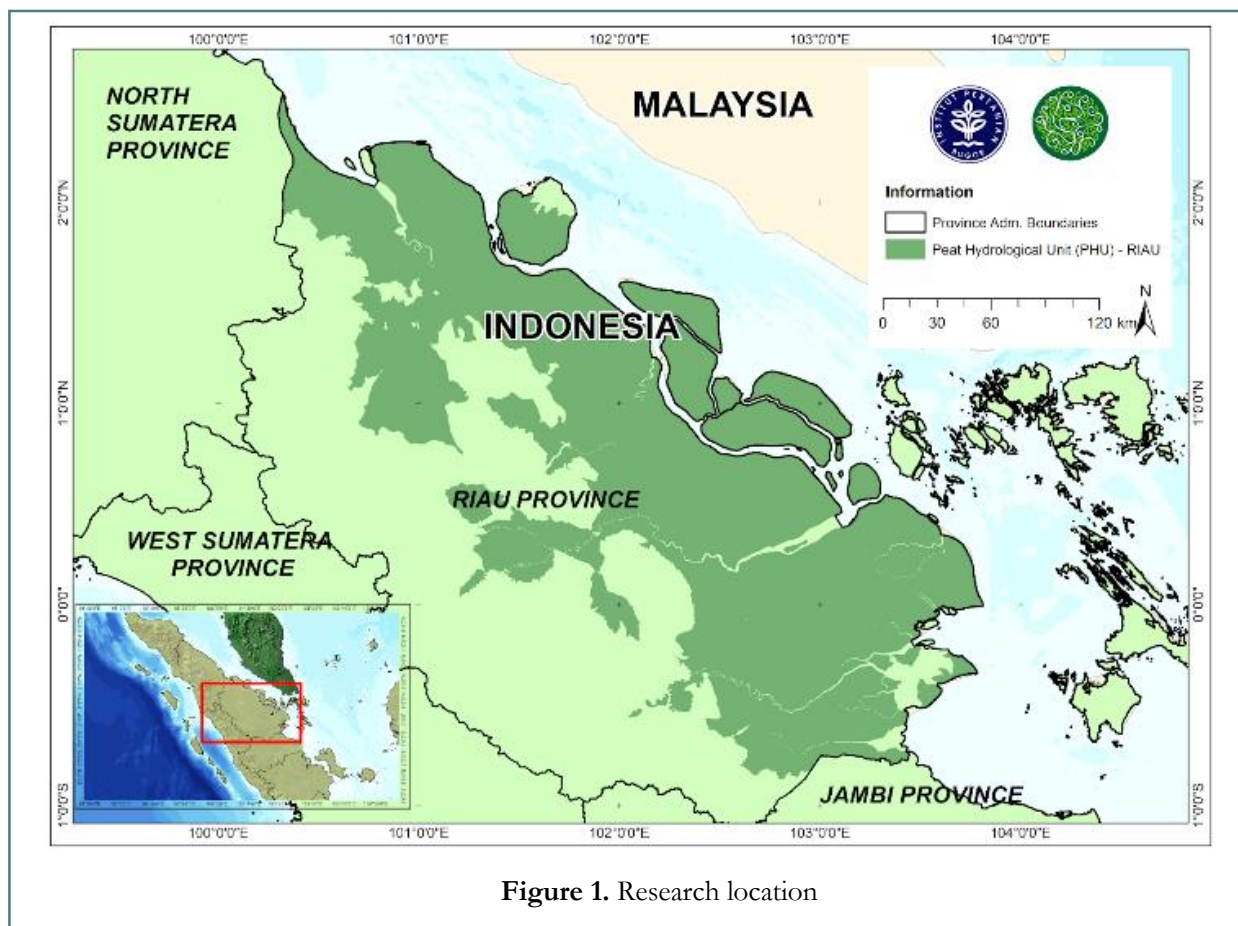 100°0'0"E 101°0'0"E 102°0'0"E 103°0'0"E 104°0'0"E
NORTH
SUMATERA
PROVINCE
MALAYSIA
INSTITUT PERTANIAN
BOGOR
Information
Province Adm. Boundaries
Peat Hydrological Unit (PHU) - RIAU
N
0 30 60 120 km
2°0'0"N 2°0'0"N
INDONESIA
1°0'0"N 1°0'0"N
RIAU PROVINCE
WEST SUMATERA
PROVINCE
0°0'0" 0°0'0"
JAMBI PROVINCE
1°0'0"S 1°0'0"S
100°0'0"E 101°0'0"E 102°0'0"E 103°0'0"E 104°0'0"E
Figure 1. Research location